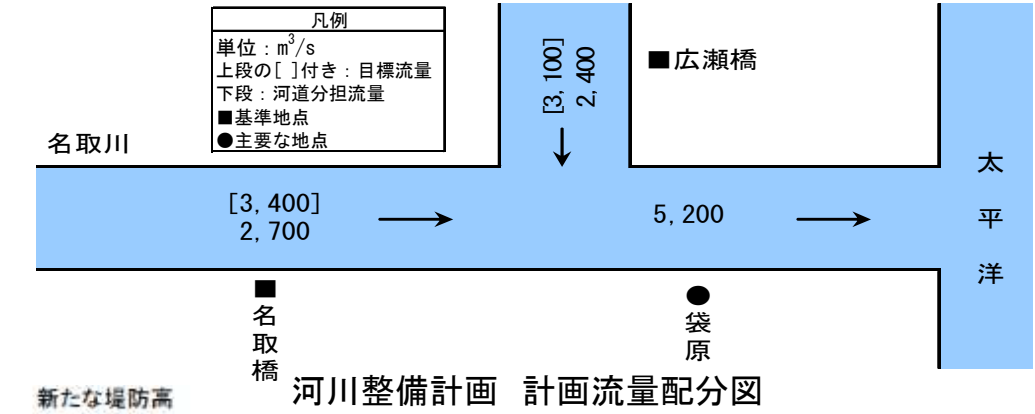 凡例
単位：m³/s
上段の[ ]付き：目標流量
下段：河道分担流量
■基準地点
●主要な地点
[3,100]
2,400
■広瀬橋
名取川
[3,400]
2,700
5,200
太平洋
■名取橋
●袋原
新たな堤防高
河川整備計画 計画流量配分図